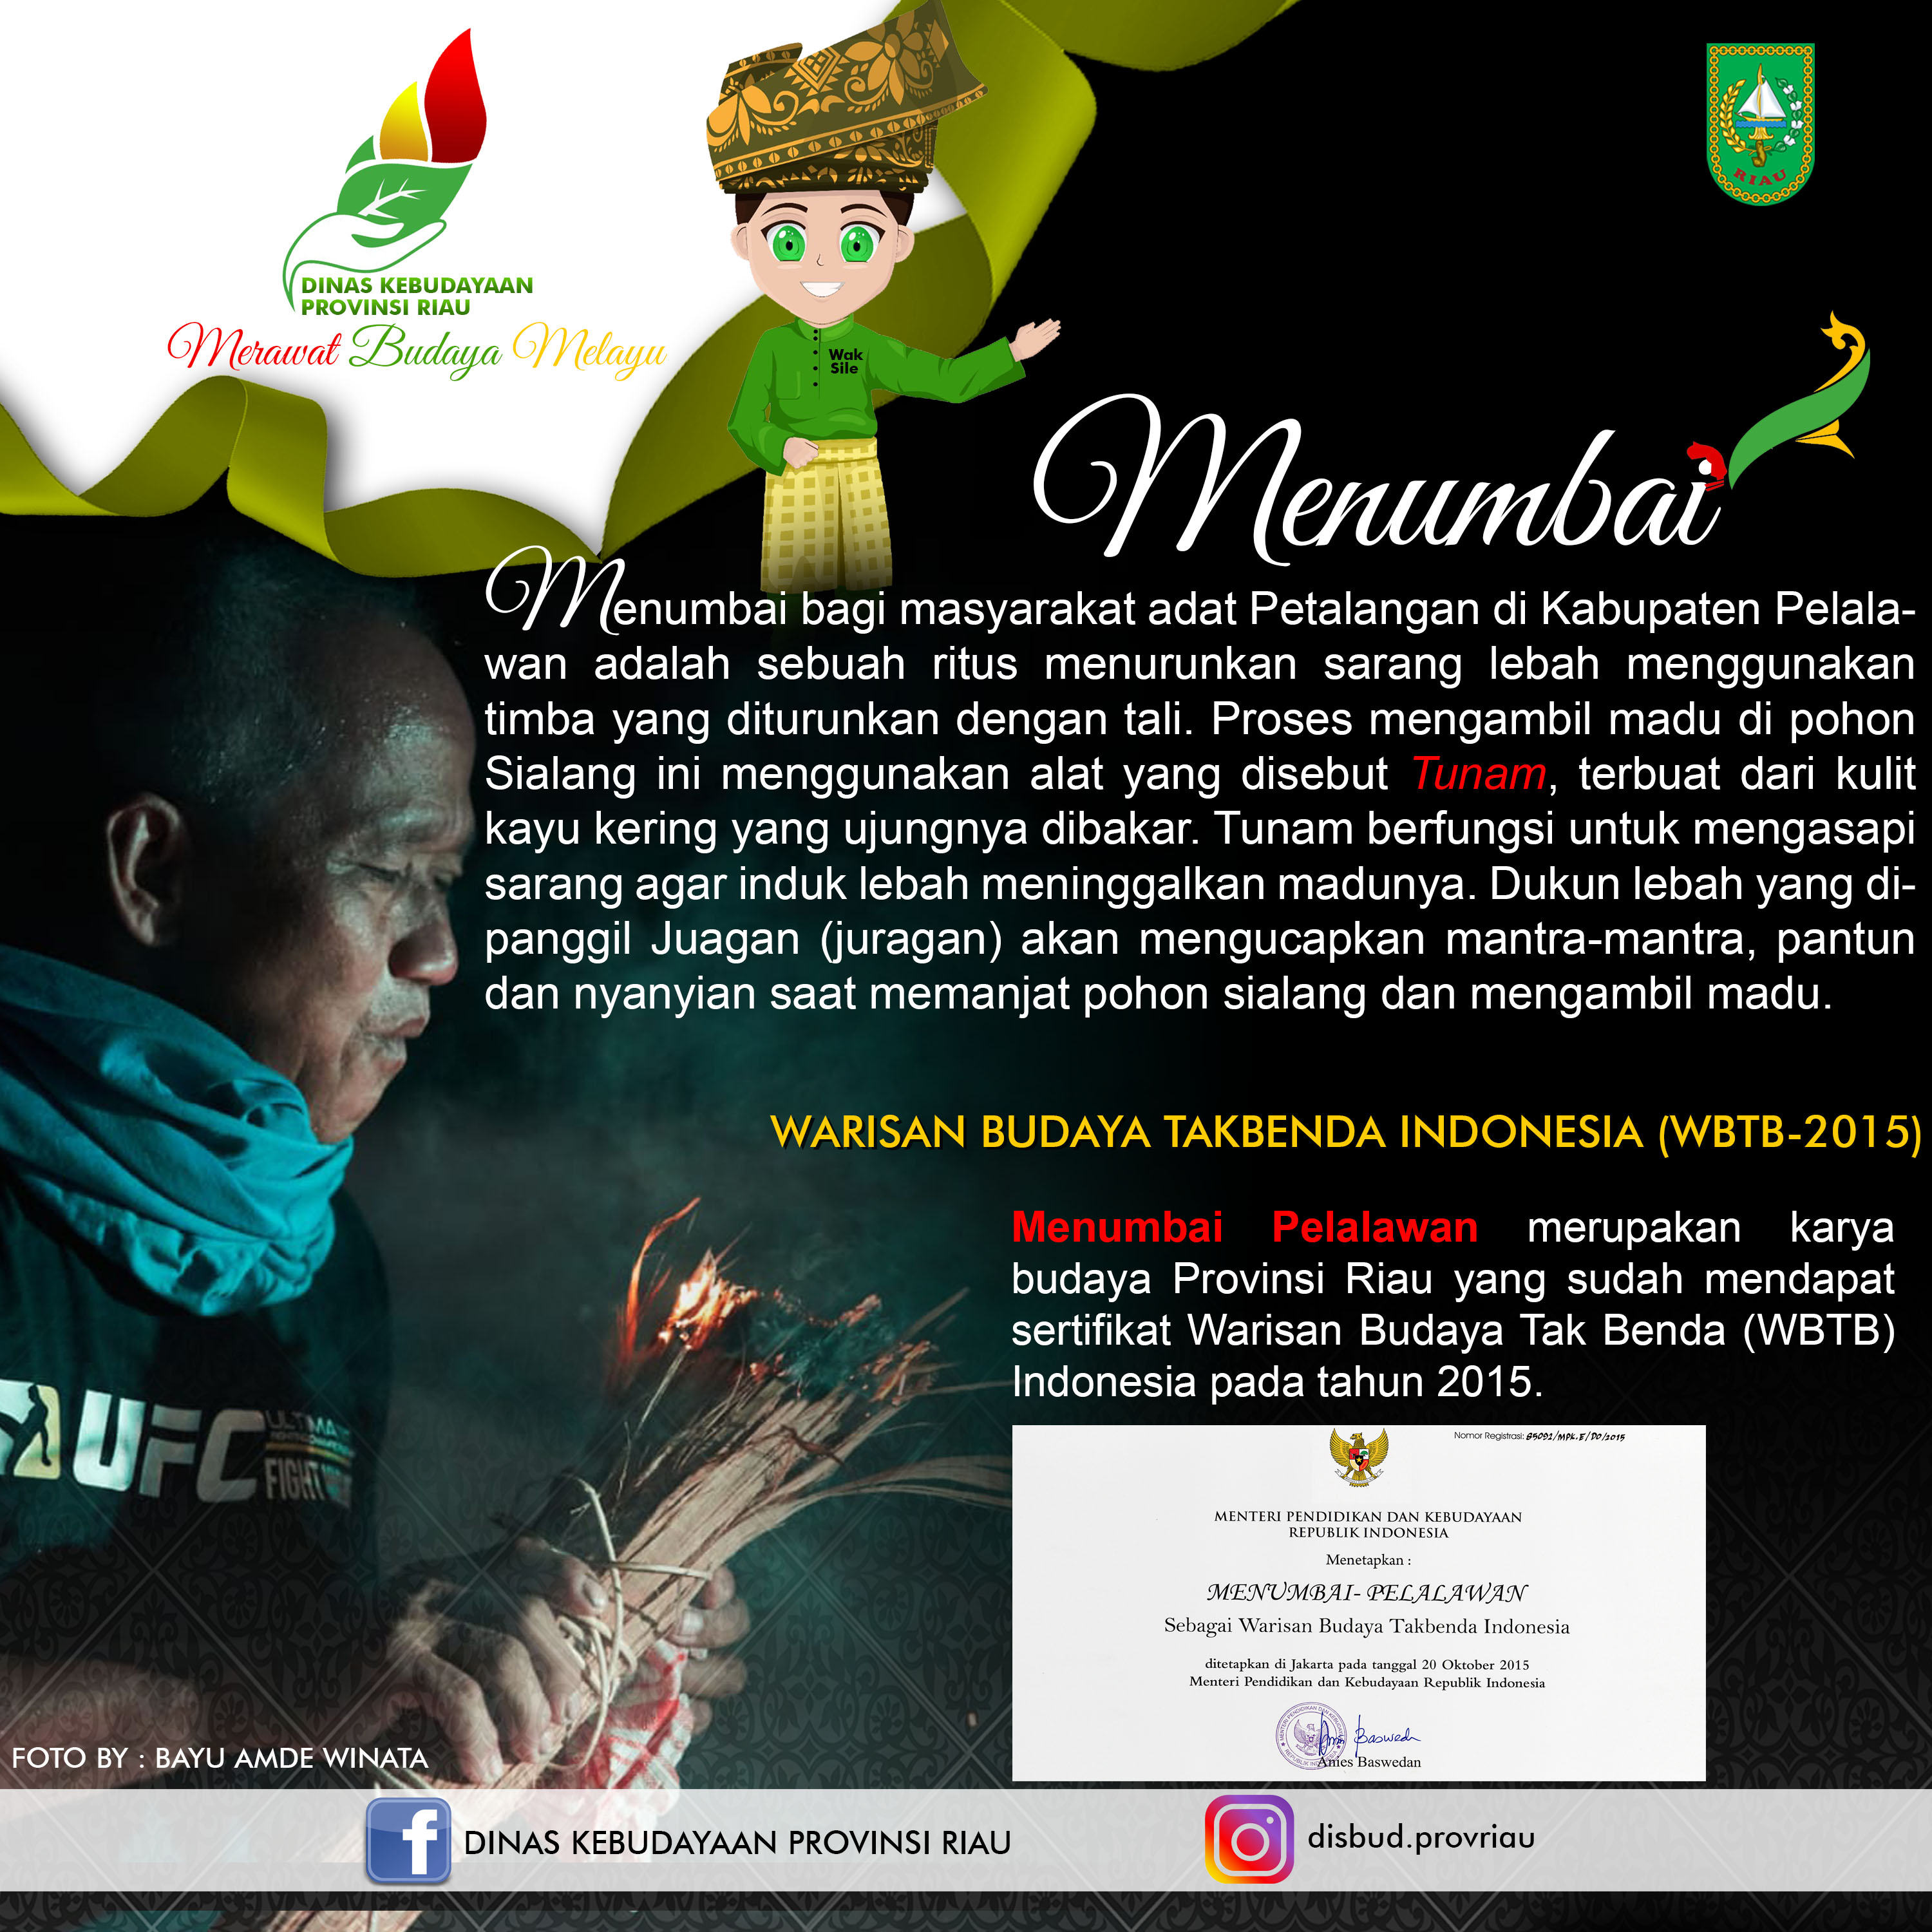 DINAS KEBUDAYAAN
PROVINSI RIAU
Merawat Budaya Melayu
Wak
Sile
RIAU
Menumbai
Menumbai bagi masyarakat adat Petalangan di Kabupaten Pelala-
wan adalah sebuah ritus menurunkan sarang lebah menggunakan
timba yang diturunkan dengan tali. Proses mengambil madu di pohon
Sialang ini menggunakan alat yang disebut Tunam, terbuat dari kulit
kayu kering yang ujungnya dibakar. Tunam berfungsi untuk mengasapi
sarang agar induk lebah meninggalkan madunya. Dukun lebah yang di-
panggil Juagan (juragan) akan mengucapkan mantra-mantra, pantun
dan nyanyian saat memanjat pohon sialang dan mengambil madu.
WARISAN BUDAYA TAKBENDA INDONESIA (WBTB-2015)
Menumbai Pelalawan merupakan karya
budaya Provinsi Riau yang sudah mendapat
sertifikat Warisan Budaya Tak Benda (WBTB)
Indonesia pada tahun 2015.
UFC
FIGHT
Nomor Registrasi: 85092/MPK.E/DO/2015
MENTERI PENDIDIKAN DAN KEBUDAYAAN
REPUBLIK INDONESIA
Menetapkan :
MENUMBAI- PELALAWAN
Sebagai Warisan Budaya Takbenda Indonesia
ditetapkan di Jakarta pada tanggal 20 Oktober 2015
Menteri Pendidikan dan Kebudayaan Republik Indonesia
Anies Baswedan
FOTO BY : BAYU AMDE WINATA
DINAS KEBUDAYAAN PROVINSI RIAU
disbud.provriau